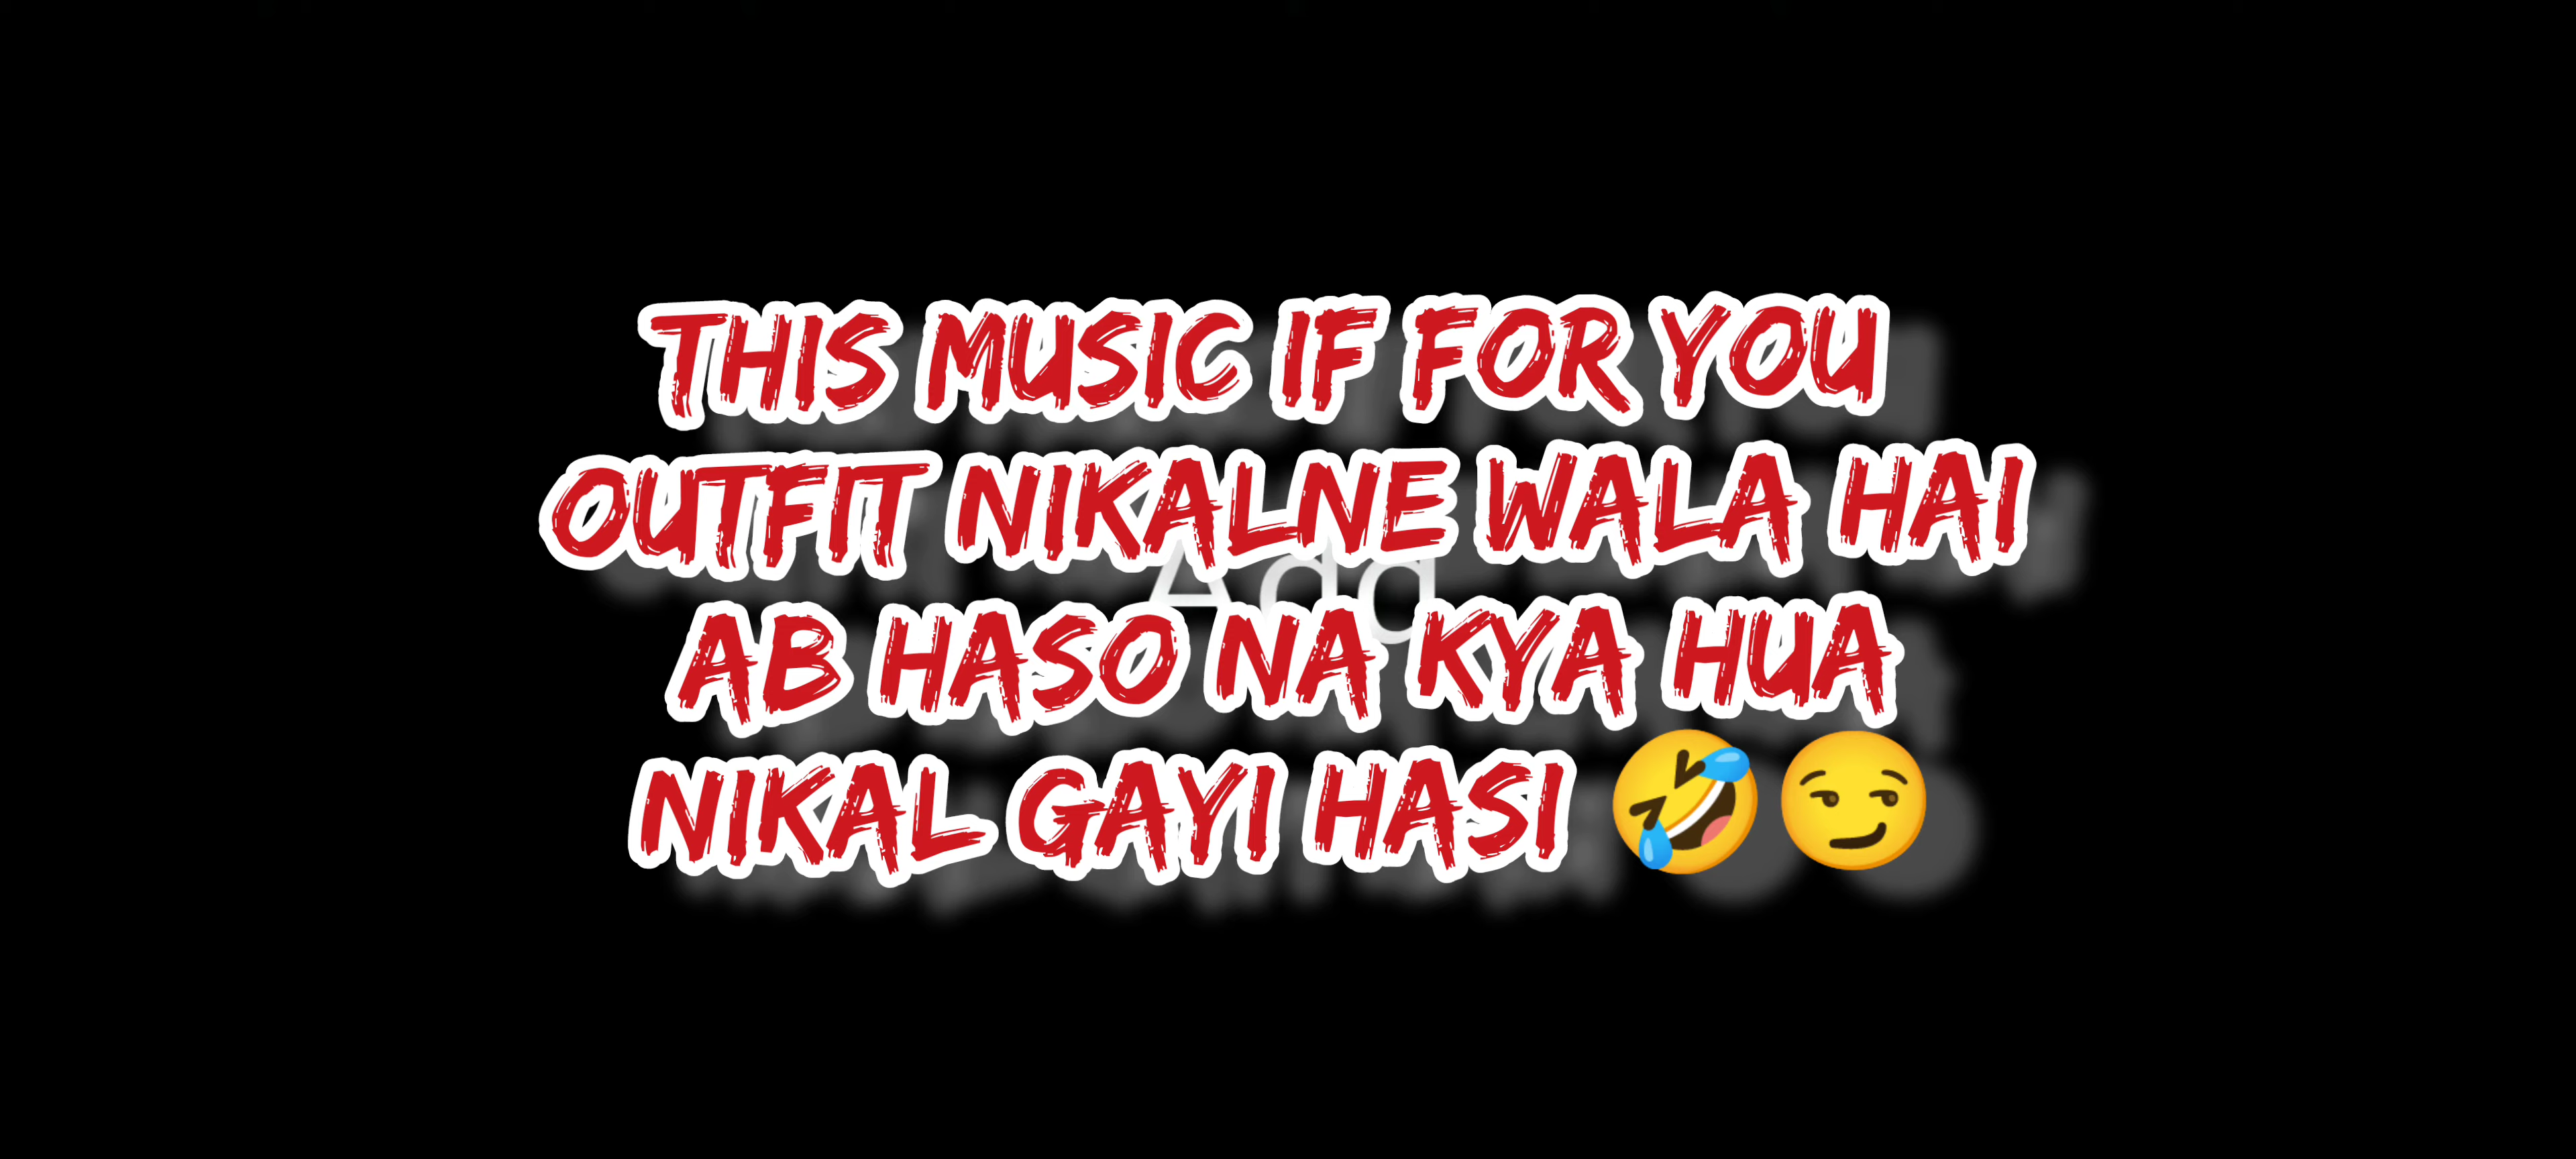 THIS MUSIC IF FOR YOU
OUTFIT NIKALNE WALA HAI
AB HASO NA KYA HUA
NIKAL GAYI HASI 🤣😏